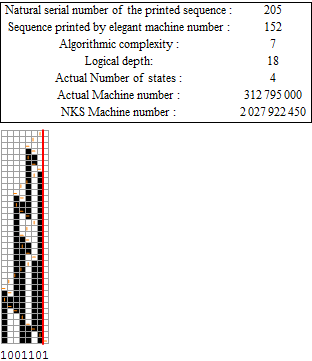 Natural serial number of the printed sequence : 205
Sequence printed by elegant machine number : 152
Algorithmic complexity : 7
Logical depth: 18
Actual Number of states : 4
Actual Machine number : 312 795 000
NKS Machine number : 2 027 922 450
1001101